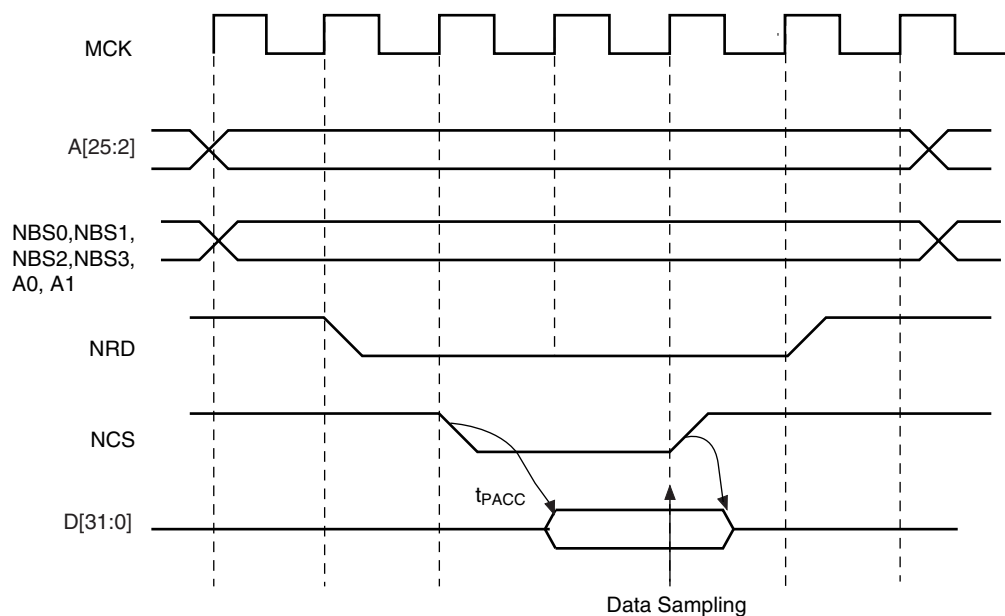 MCK
A[25:2]
NBS0,NBS1,
NBS2,NBS3,
A0, A1
NRD
NCS
tPACC
D[31:0]
Data Sampling